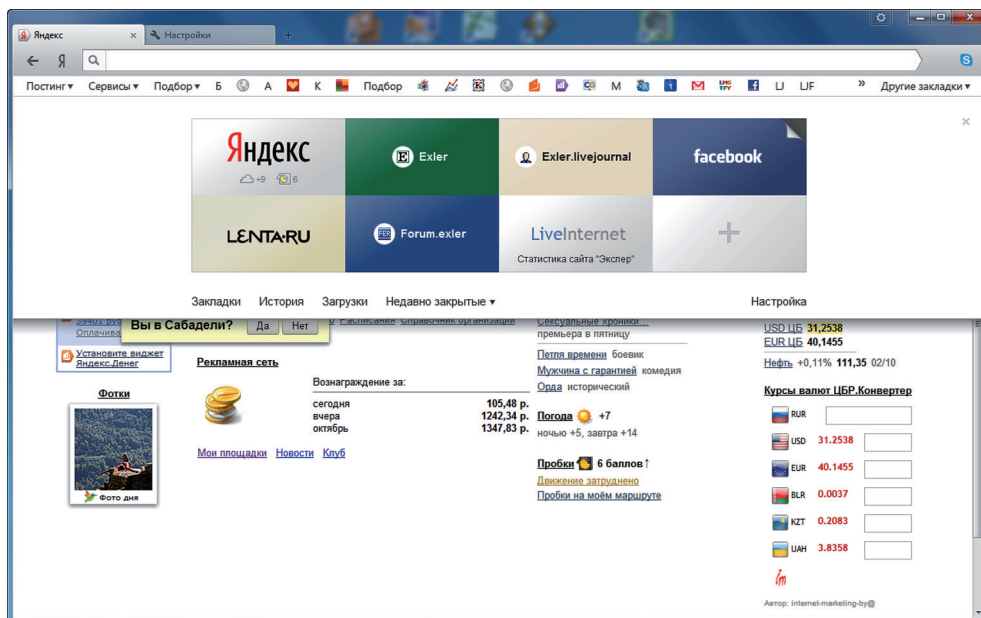 Яндекс
Настройки
Постинг Сервисы Подбор Б А К Подбор М LJ LJF » Другие закладки
Яндекс
+9 6
Exler
Exler.livejournal
facebook
LENTA.RU
Forum.exler
LiveInternet
Статистика сайта "Экслер"
Закладки История Загрузки Недавно закрытые Настройка
Оплачива
Установите виджет
Яндекс.Денег
Фотки
Фото дня
Вы в Сабадели? Да Нет
Расписания Справочник организаций
Рекламная сеть
Вознаграждение за:
сегодня 105,48 р.
вчера 1242,34 р.
октябрь 1347,83 р.
Мои площадки Новости Клуб
Сексуальные хроники...
премьера в пятницу
Петля времени боевик
Мужчина с гарантией комедия
Орда исторический
Погода +7
ночью +5, завтра +14
Пробки 6 баллов↑
Движение затруднено
Пробки на моём маршруте
USD ЦБ 31,2538
EUR ЦБ 40,1455
Нефть +0,11% 111,35 02/10
Курсы валют ЦБР.Конвертер
RUR
USD 31.2538
EUR 40.1455
BLR 0.0037
KZT 0.2083
UAH 3.8358
im
Автор: internet-marketing-by@